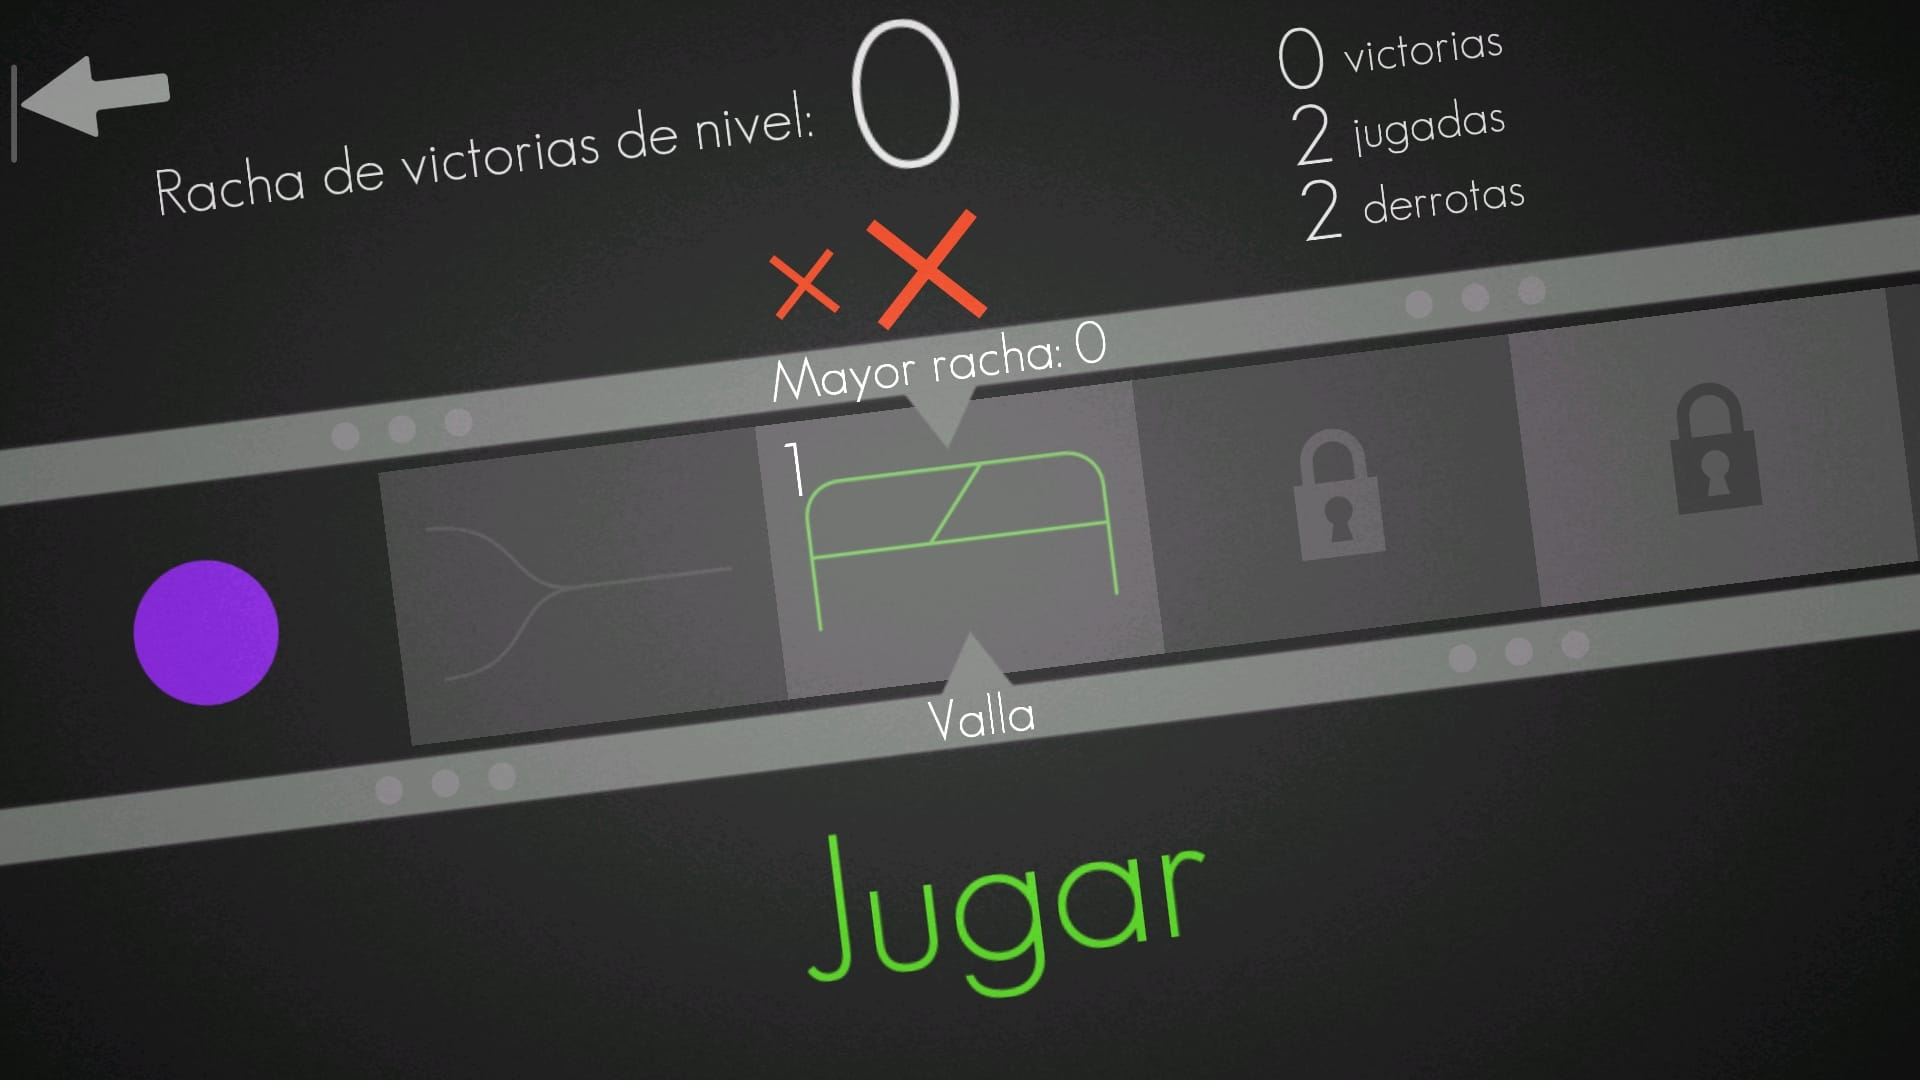 Racha de victorias de nivel: 0
0 victorias
2 jugadas
2 derrotas
Mayor racha: 0
1
Valla
Jugar